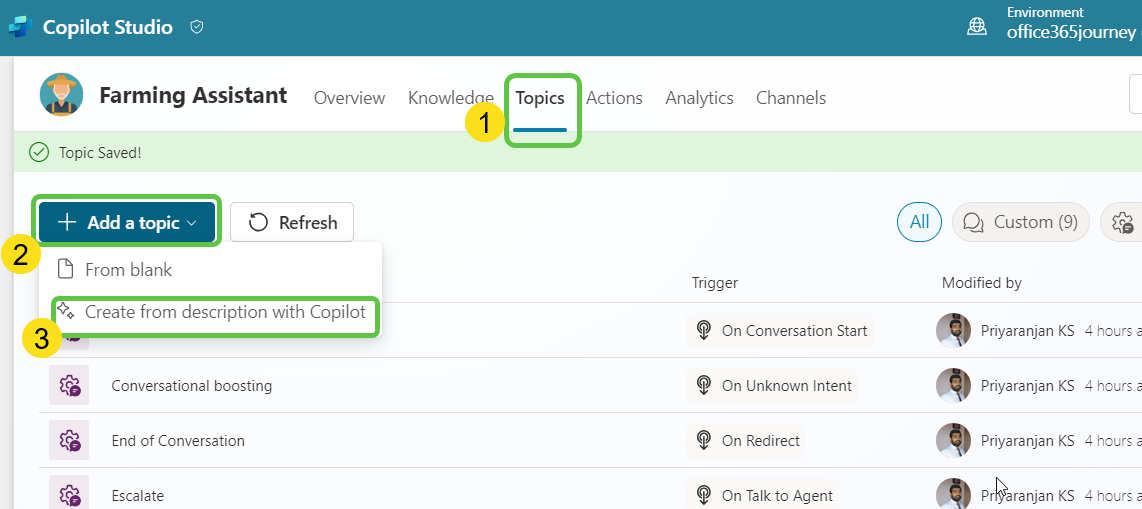 Copilot Studio
Environment
office365journey
Farming Assistant
Overview
Knowledge
Topics
Actions
Analytics
Channels
1
Topic Saved!
+ Add a topic
Refresh
All
Custom (9)
2
From blank
Create from description with Copilot
3
Trigger
Modified by
On Conversation Start
Priyaranjan KS
4 hours a
Conversational boosting
On Unknown Intent
Priyaranjan KS
4 hours a
End of Conversation
On Redirect
Priyaranjan KS
4 hours a
Escalate
On Talk to Agent
Priyaranjan KS
4 hours a